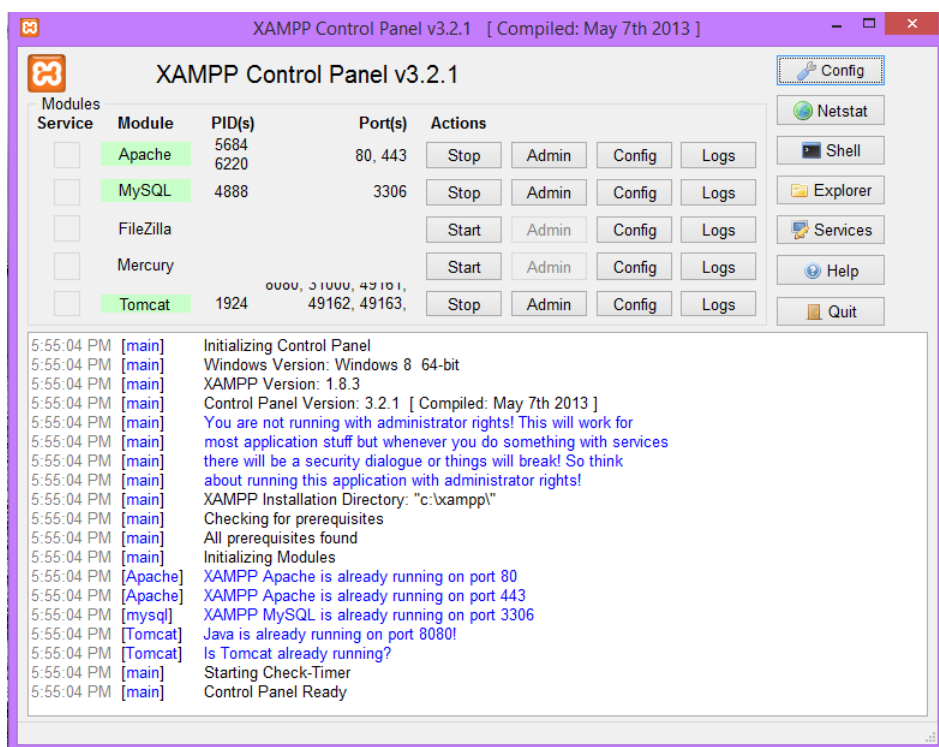 XAMPP Control Panel v3.2.1 [ Compiled: May 7th 2013 ]
XAMPP Control Panel v3.2.1
Config
Modules
Netstat
Service Module PID(s) Port(s) Actions
Apache 5684 6220 80, 443 Stop Admin Config Logs
Shell
MySQL 4888 3306 Stop Admin Config Logs
Explorer
FileZilla Start Admin Config Logs
Services
Mercury Start Admin Config Logs
Help
8080, 31000, 49161,
Tomcat 1924 49162, 49163, Stop Admin Config Logs
Quit
5:55:04 PM [main] Initializing Control Panel
5:55:04 PM [main] Windows Version: Windows 8 64-bit
5:55:04 PM [main] XAMPP Version: 1.8.3
5:55:04 PM [main] Control Panel Version: 3.2.1 [ Compiled: May 7th 2013 ]
5:55:04 PM [main] You are not running with administrator rights! This will work for
5:55:04 PM [main] most application stuff but whenever you do something with services
5:55:04 PM [main] there will be a security dialogue or things will break! So think
5:55:04 PM [main] about running this application with administrator rights!
5:55:04 PM [main] XAMPP Installation Directory: "c:\xampp\"
5:55:04 PM [main] Checking for prerequisites
5:55:04 PM [main] All prerequisites found
5:55:04 PM [main] Initializing Modules
5:55:04 PM [Apache] XAMPP Apache is already running on port 80
5:55:04 PM [Apache] XAMPP Apache is already running on port 443
5:55:04 PM [mysql] XAMPP MySQL is already running on port 3306
5:55:04 PM [Tomcat] Java is already running on port 8080!
5:55:04 PM [Tomcat] Is Tomcat already running?
5:55:04 PM [main] Starting Check-Timer
5:55:04 PM [main] Control Panel Ready